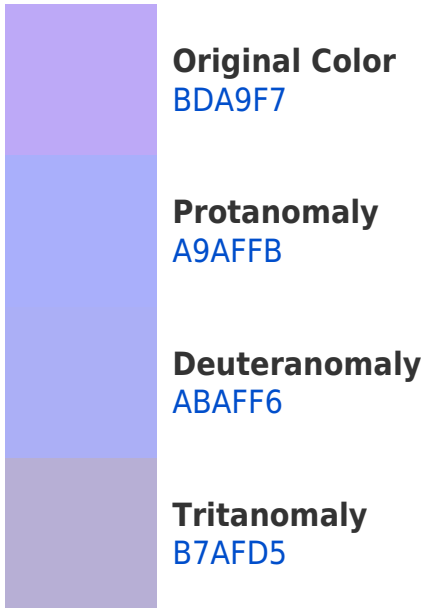 Original Color
BDA9F7
Protanomaly
A9AFFB
Deuteranomaly
ABAFF6
Tritanomaly
B7AFD5